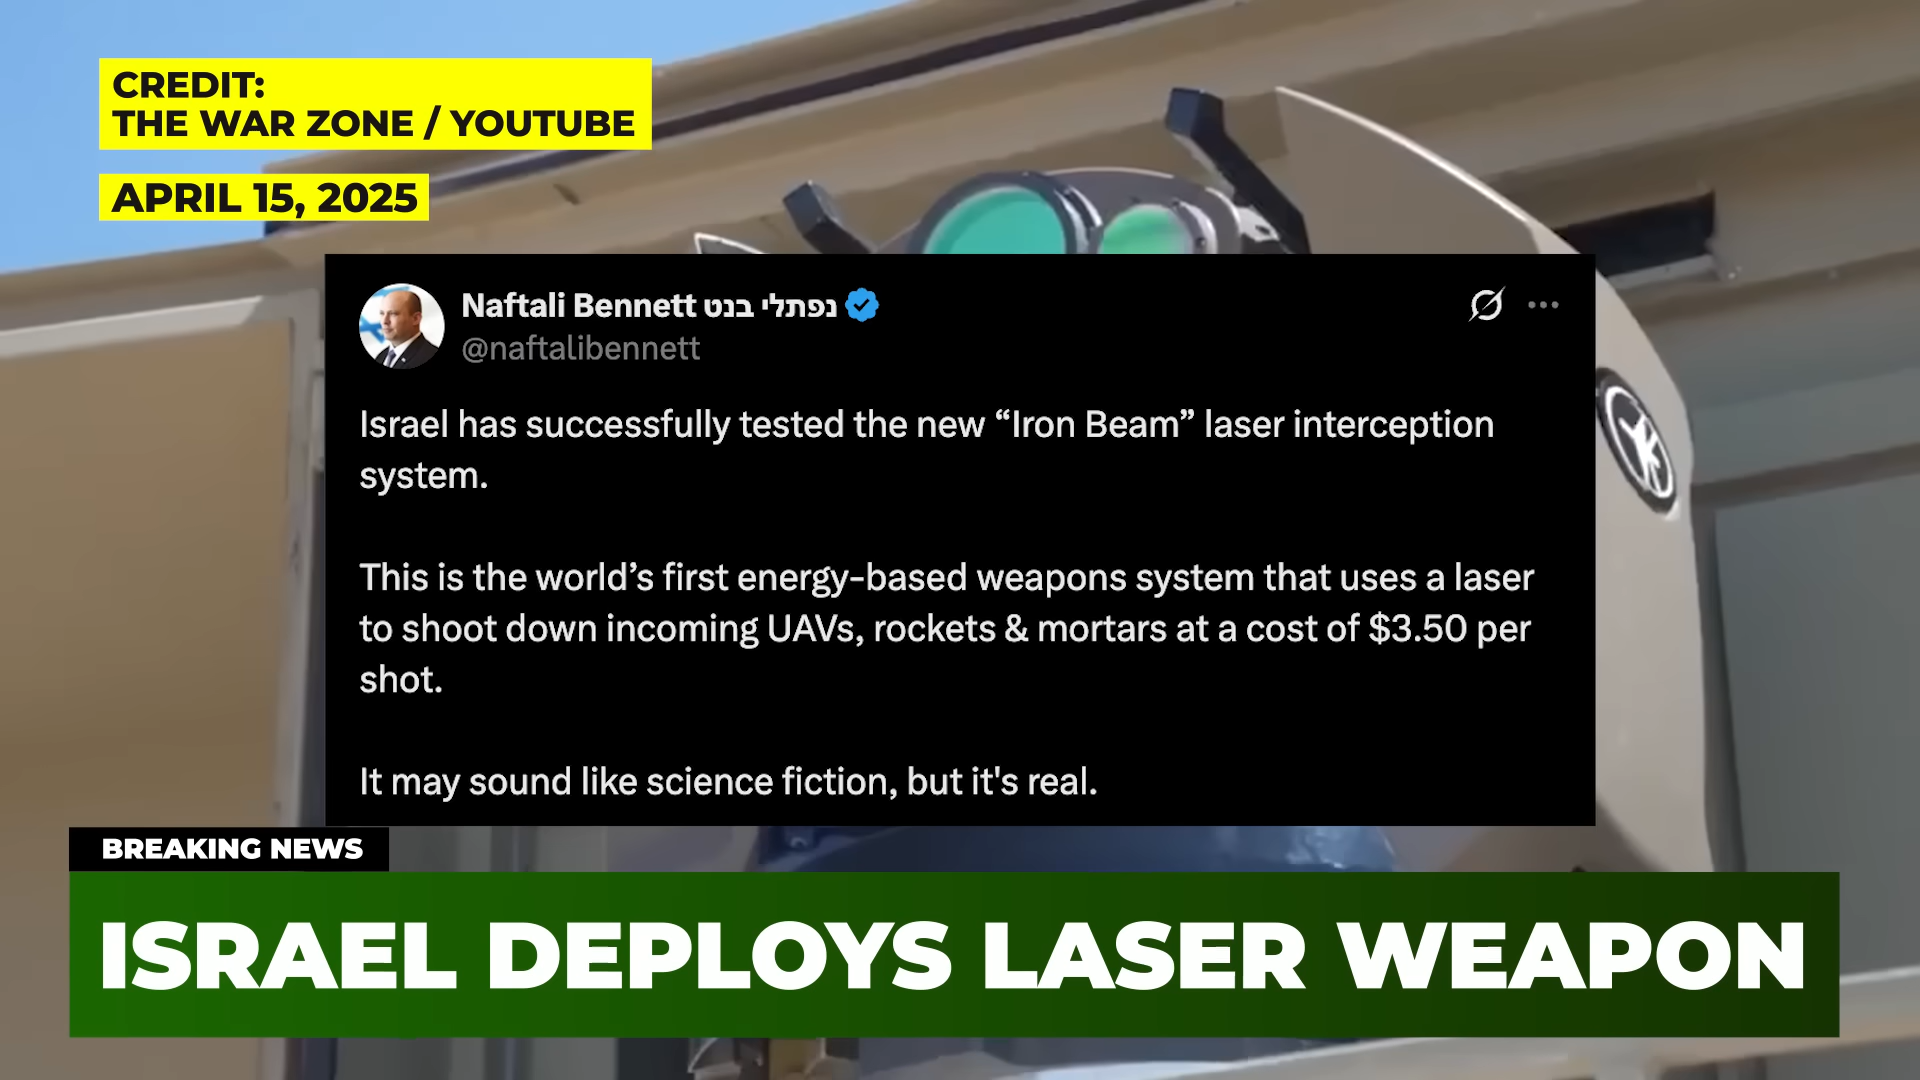 CREDIT:
THE WAR ZONE / YOUTUBE
APRIL 15, 2025
Naftali Bennett נפתלי בנט
@naftalibennett
Israel has successfully tested the new “Iron Beam” laser interception
system.
This is the world’s first energy-based weapons system that uses a laser
to shoot down incoming UAVs, rockets & mortars at a cost of $3.50 per
shot.
It may sound like science fiction, but it's real.
BREAKING NEWS
ISRAEL DEPLOYS LASER WEAPON